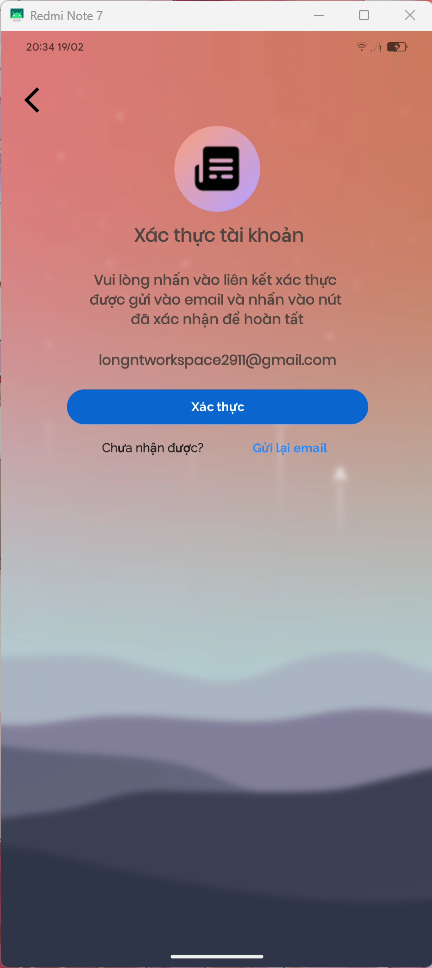 Redmi Note 7
20:34 19/02
Xác thực tài khoản
Vui lòng nhấn vào liên kết xác thực
được gửi vào email và nhấn vào nút
đã xác nhận để hoàn tất
longntworkspace2911@gmail.com
Xác thực
Chưa nhận được? Gửi lại email